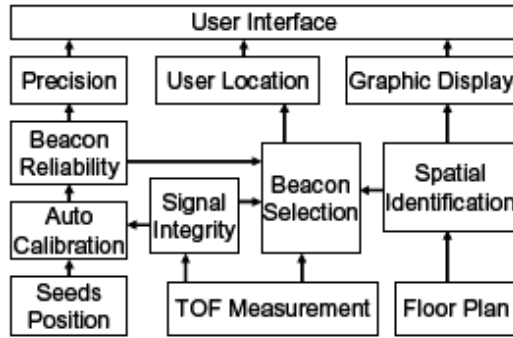 User Interface
Precision
User Location
Graphic Display
Beacon
Reliability
Signal
Integrity
Beacon
Selection
Spatial
Identification
Auto
Calibration
Seeds
Position
TOF Measurement
Floor Plan